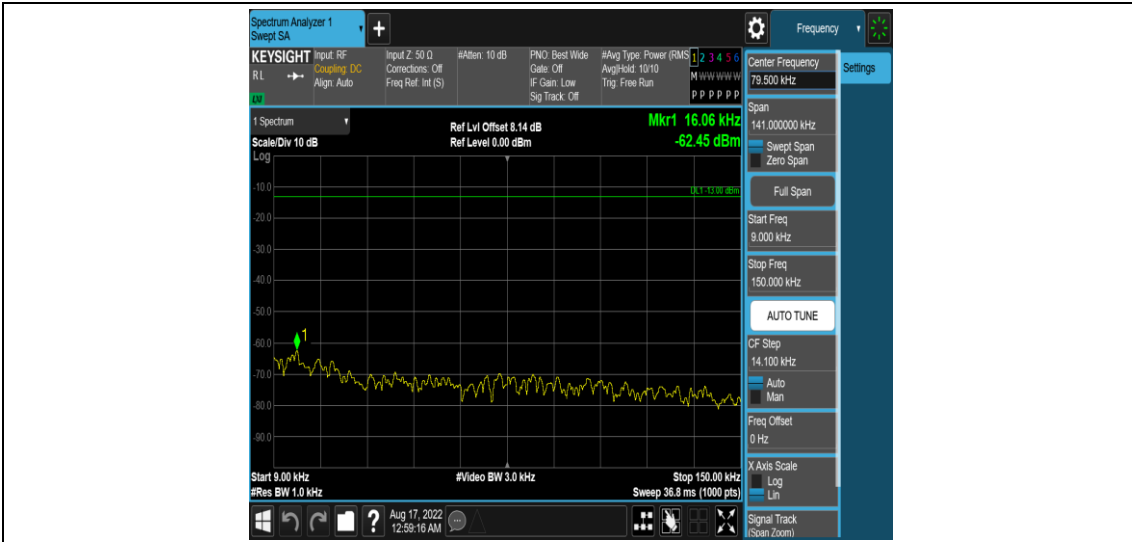 Spectrum Analyzer 1
Swept SA
+
Frequency
KEYSIGHT
RL
LXI
Input: RF
Coupling: DC
Align: Auto
Input Z: 50 Ω
Corrections: Off
Freq Ref: Int (S)
#Atten: 10 dB
PNO: Best Wide
Gate: Off
IF Gain: Low
Sig Track: Off
#Avg Type: Power (RMS
Avg|Hold: 10/10
Trig: Free Run
1 2 3 4 5 6
M W W W W W
P P P P P P
1 Spectrum
Scale/Div 10 dB
Log
Ref Lvl Offset 8.14 dB
Ref Level 0.00 dBm
Mkr1 16.06 kHz
-62.45 dBm
DL1 -13.00 dBm
-10.0
-20.0
-30.0
-40.0
-50.0
-60.0
-70.0
-80.0
-90.0
1
Start 9.00 kHz
#Res BW 1.0 kHz
#Video BW 3.0 kHz
Stop 150.00 kHz
Sweep 36.8 ms (1000 pts)
Center Frequency
79.500 kHz
Settings
Span
141.000000 kHz
Swept Span
Zero Span
Full Span
Start Freq
9.000 kHz
Stop Freq
150.000 kHz
AUTO TUNE
CF Step
14.100 kHz
Auto
Man
Freq Offset
0 Hz
X Axis Scale
Log
Lin
Signal Track
(Span Zoom)
?
Aug 17, 2022
12:59:16 AM